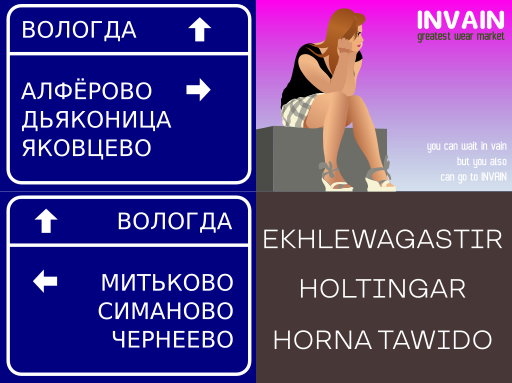 ВОЛОГДА
АЛФЁРОВО
ДЬЯКОНИЦА
ЯКОВЦЕВО
INVAIN
greatest wear market
you can wait in vain
but you also
can go to INVAIN
ВОЛОГДА
МИТЬКОВО
СИМАНОВО
ЧЕРНЕЕВО
EKHLEWAGASTIR
HOLTINGAR
HORNA TAWIDO